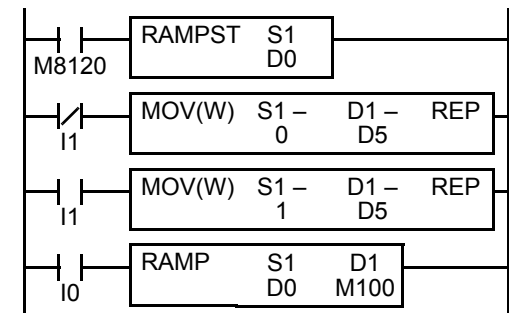 RAMPST S1
M8120 D0
MOV(W) S1 – D1 – REP
I1 0 D5
MOV(W) S1 – D1 – REP
I1 1 D5
RAMP S1 D1
I0 D0 M100